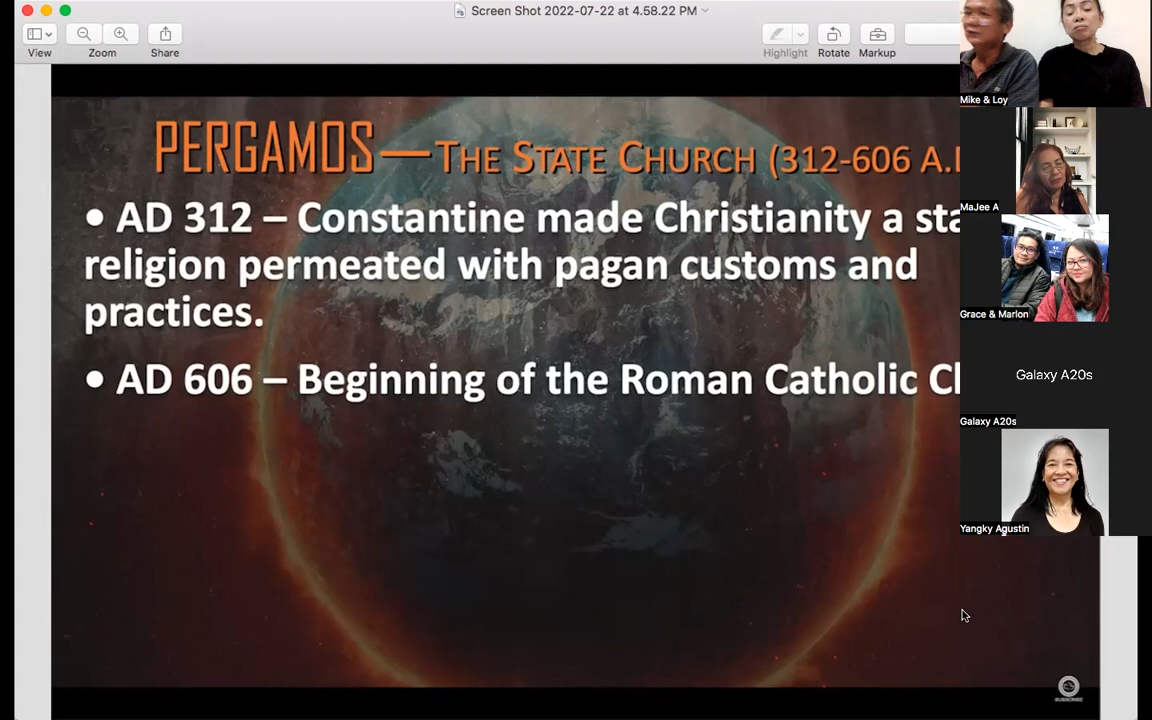 Screen Shot 2022-07-22 at 4.58.22 PM
View
Zoom
Share
Highlight
Rotate
Markup
PERGAMOS—THE STATE CHURCH (312-606 A.
• AD 312 – Constantine made Christianity a sta
religion permeated with pagan customs and
practices.
• AD 606 – Beginning of the Roman Catholic Cl
Mike & Loy
MaJee A
Grace & Marlon
Galaxy A20s
Galaxy A20s
Yangky Agustin
SUBSCRIBE